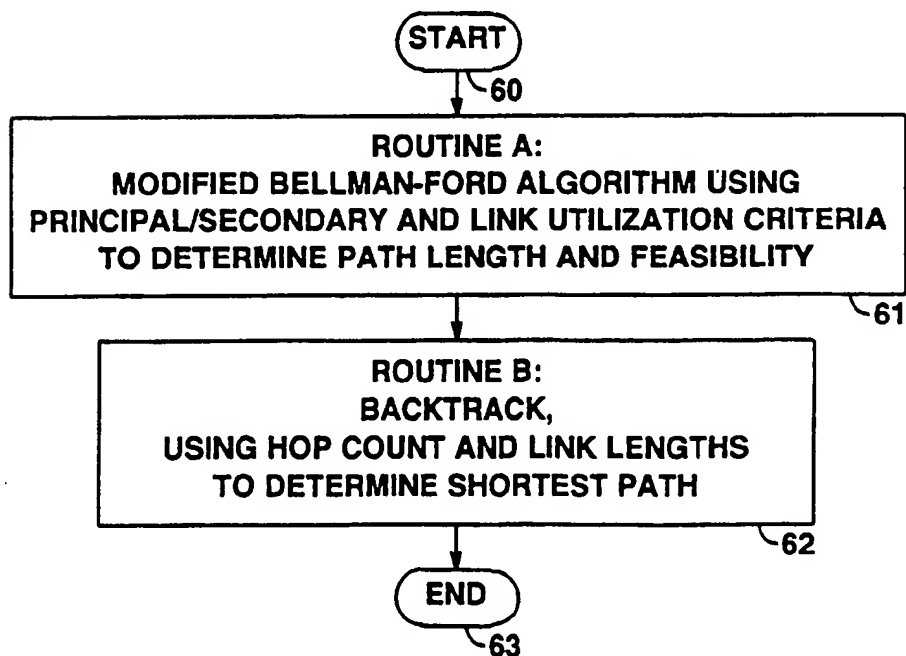 START
60
ROUTINE A:
MODIFIED BELLMAN-FORD ALGORITHM USING
PRINCIPAL/SECONDARY AND LINK UTILIZATION CRITERIA
TO DETERMINE PATH LENGTH AND FEASIBILITY
61
ROUTINE B:
BACKTRACK,
USING HOP COUNT AND LINK LENGTHS
TO DETERMINE SHORTEST PATH
62
END
63